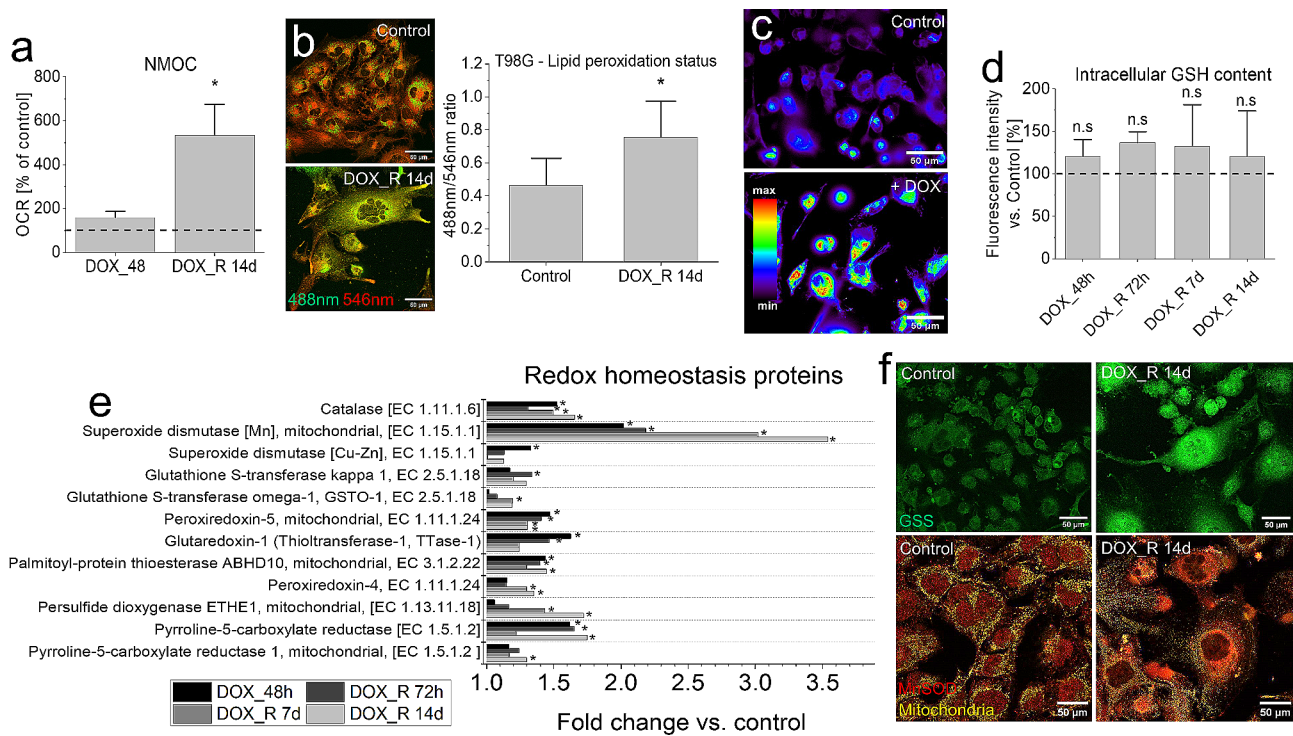 a
NMOC
OCR [% of control]
800
600
400
200
0
*
DOX_48
DOX_R 14d
b
Control
50 µm
DOX_R 14d
488nm 546nm
50 µm
T98G - Lipid peroxidation status
488nm/546nm ratio
1.2
1.0
0.8
0.6
0.4
0.2
0.0
*
Control
DOX_R 14d
c
Control
50 µm
+ DOX
max
min
50 µm
d
Intracellular GSH content
Fluorescence intensity
vs. Control [%]
200
150
100
50
0
n.s
n.s
n.s
n.s
DOX_48h
DOX_R 72h
DOX_R 7d
DOX_R 14d
e
Redox homeostasis proteins
Catalase [EC 1.11.1.6]
Superoxide dismutase [Mn], mitochondrial, [EC 1.15.1.1]
Superoxide dismutase [Cu-Zn], EC 1.15.1.1
Glutathione S-transferase kappa 1, EC 2.5.1.18
Glutathione S-transferase omega-1, GSTO-1, EC 2.5.1.18
Peroxiredoxin-5, mitochondrial, EC 1.11.1.24
Glutaredoxin-1 (Thioltransferase-1, TTase-1)
Palmitoyl-protein thioesterase ABHD10, mitochondrial, EC 3.1.2.22
Peroxiredoxin-4, EC 1.11.1.24
Persulfide dioxygenase ETHE1, mitochondrial, [EC 1.13.11.18]
Pyrroline-5-carboxylate reductase [EC 1.5.1.2]
Pyrroline-5-carboxylate reductase 1, mitochondrial, [EC 1.5.1.2 ]
1.0 1.5 2.0 2.5 3.0 3.5
Fold change vs. control
DOX_48h
DOX_R 72h
DOX_R 7d
DOX_R 14d
f
Control
GSS
50 µm
DOX_R 14d
50 µm
Control
MnSOD
Mitochondria
50 µm
DOX_R 14d
50 µm